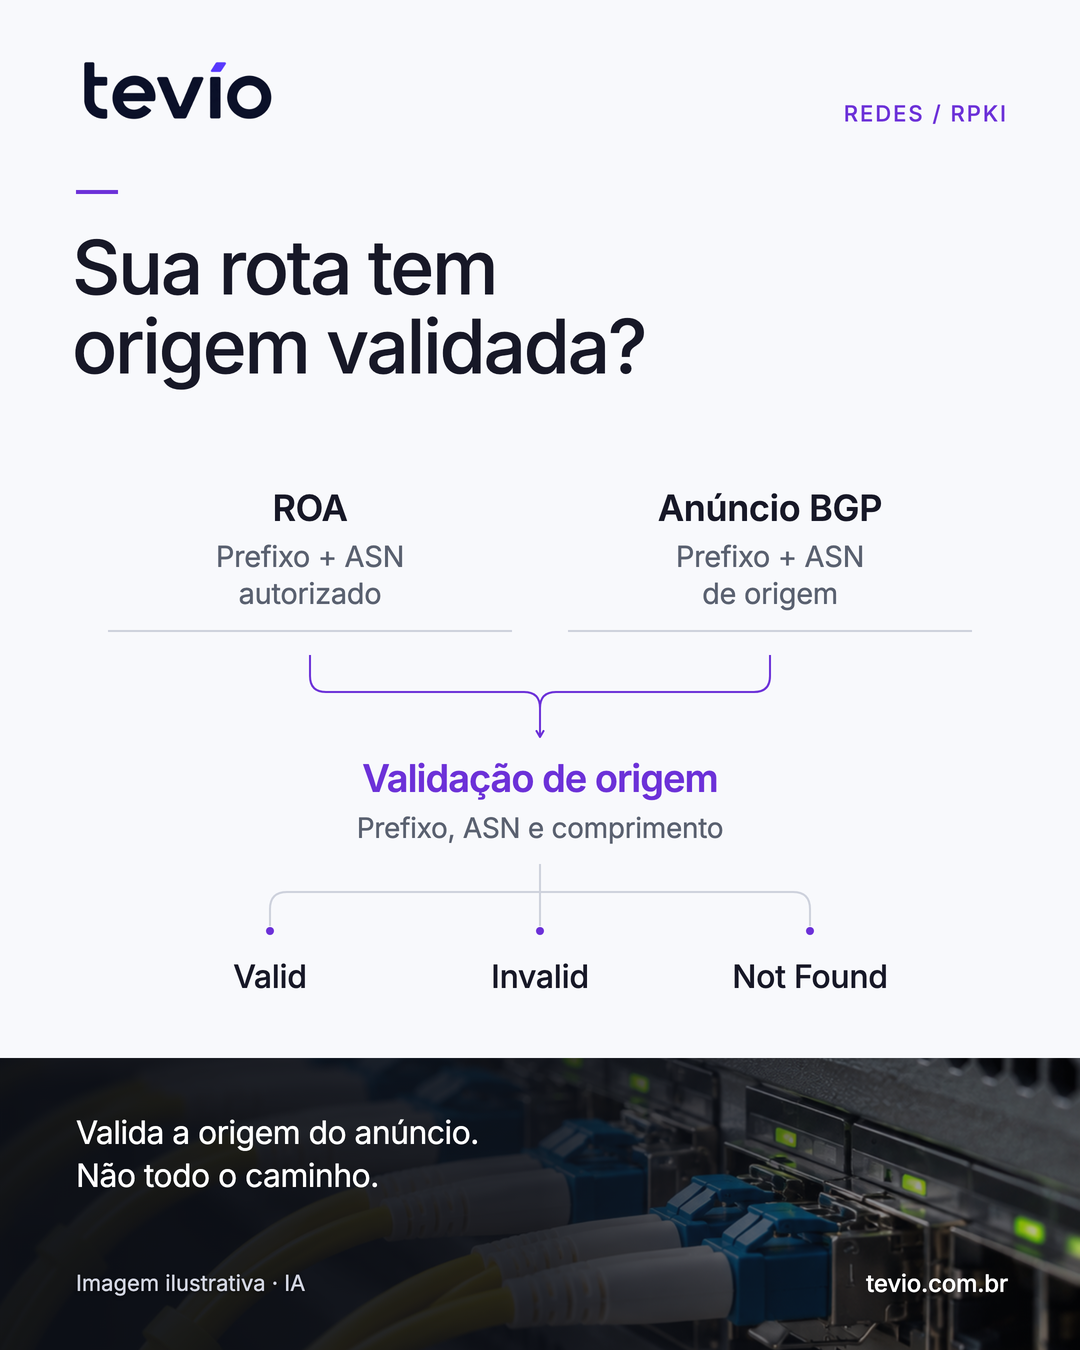 tevío
REDES / RPKI
Sua rota tem
origem validada?
ROA
Prefixo + ASN
autorizado
Anúncio BGP
Prefixo + ASN
de origem
Validação de origem
Prefixo, ASN e comprimento
Valid
Invalid
Not Found
Valida a origem do anúncio.
Não todo o caminho.
Imagem ilustrativa · IA
tevio.com.br